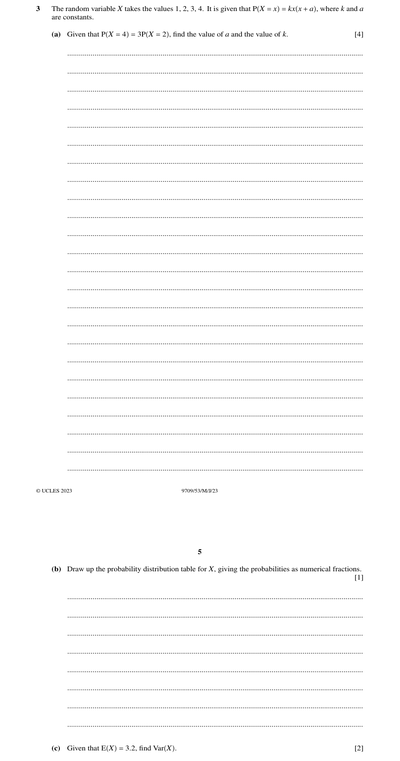 3 The random variable X takes the values 1, 2, 3, 4. It is given that P(X = x) = kx(x + a), where k and a
are constants.
(a) Given that P(X = 4) = 3P(X = 2), find the value of a and the value of k. [4]
© UCLES 2023 9709/53/M/J/23
5
(b) Draw up the probability distribution table for X, giving the probabilities as numerical fractions.
[1]
(c) Given that E(X) = 3.2, find Var(X). [2]